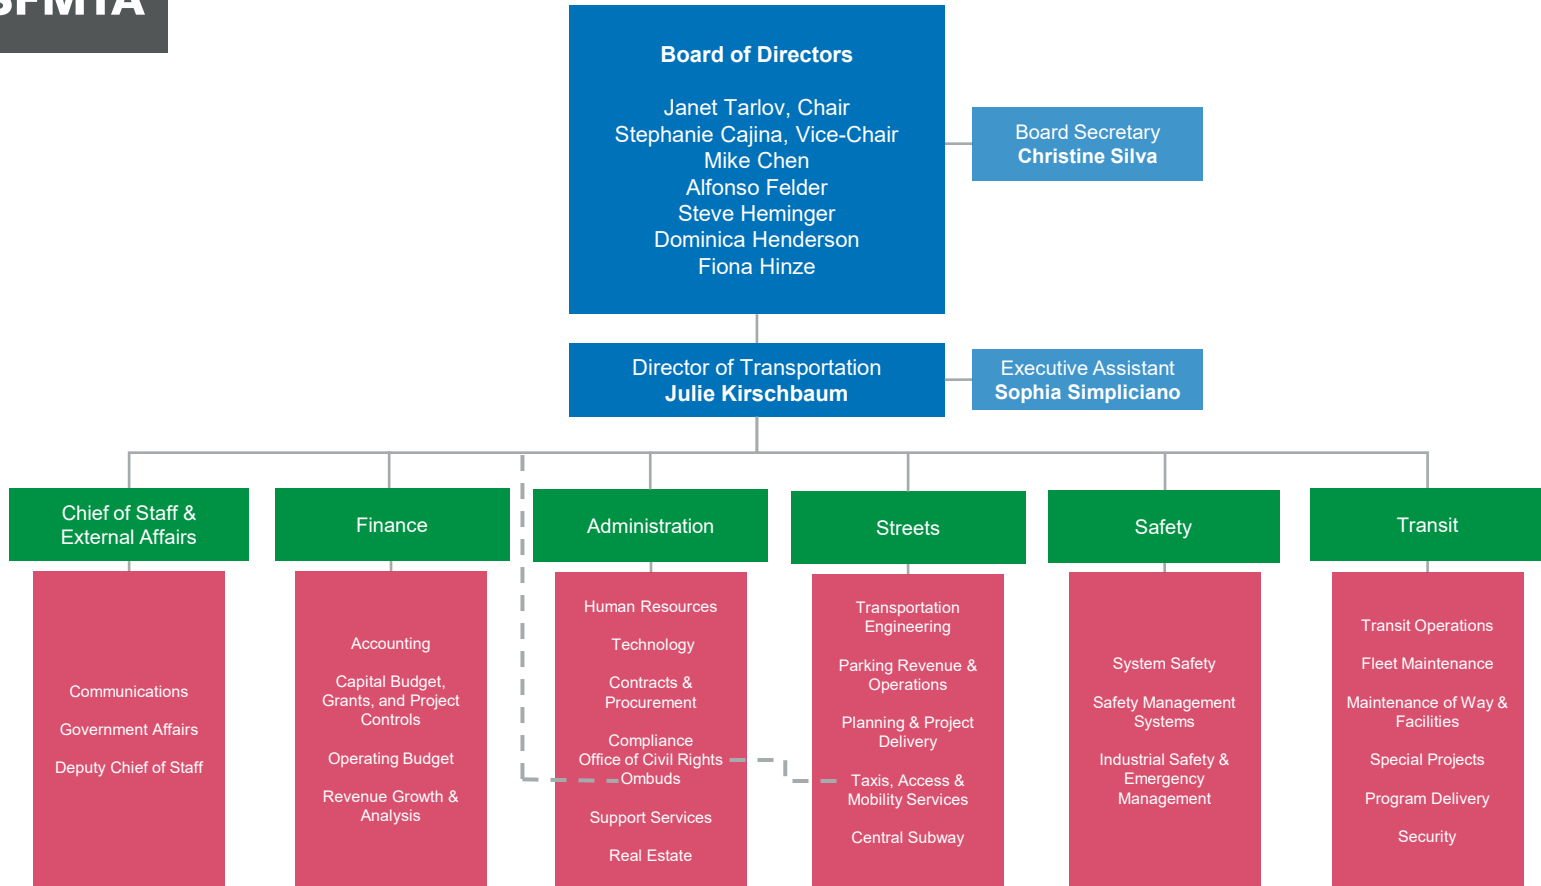 SFMTA
Board of Directors
Janet Tarlov, Chair
Stephanie Cajina, Vice-Chair
Mike Chen
Alfonso Felder
Steve Heminger
Dominica Henderson
Fiona Hinze
Board Secretary
Christine Silva
Director of Transportation
Julie Kirschbaum
Executive Assistant
Sophia Simpliciano
Chief of Staff &
External Affairs
Communications
Government Affairs
Deputy Chief of Staff
Finance
Accounting
Capital Budget,
Grants, and Project
Controls
Operating Budget
Revenue Growth &
Analysis
Administration
Human Resources
Technology
Contracts &
Procurement
Compliance
Office of Civil Rights
Ombuds
Support Services
Real Estate
Streets
Transportation
Engineering
Parking Revenue &
Operations
Planning & Project
Delivery
Taxis, Access &
Mobility Services
Central Subway
Safety
System Safety
Safety Management
Systems
Industrial Safety &
Emergency
Management
Transit
Transit Operations
Fleet Maintenance
Maintenance of Way &
Facilities
Special Projects
Program Delivery
Security